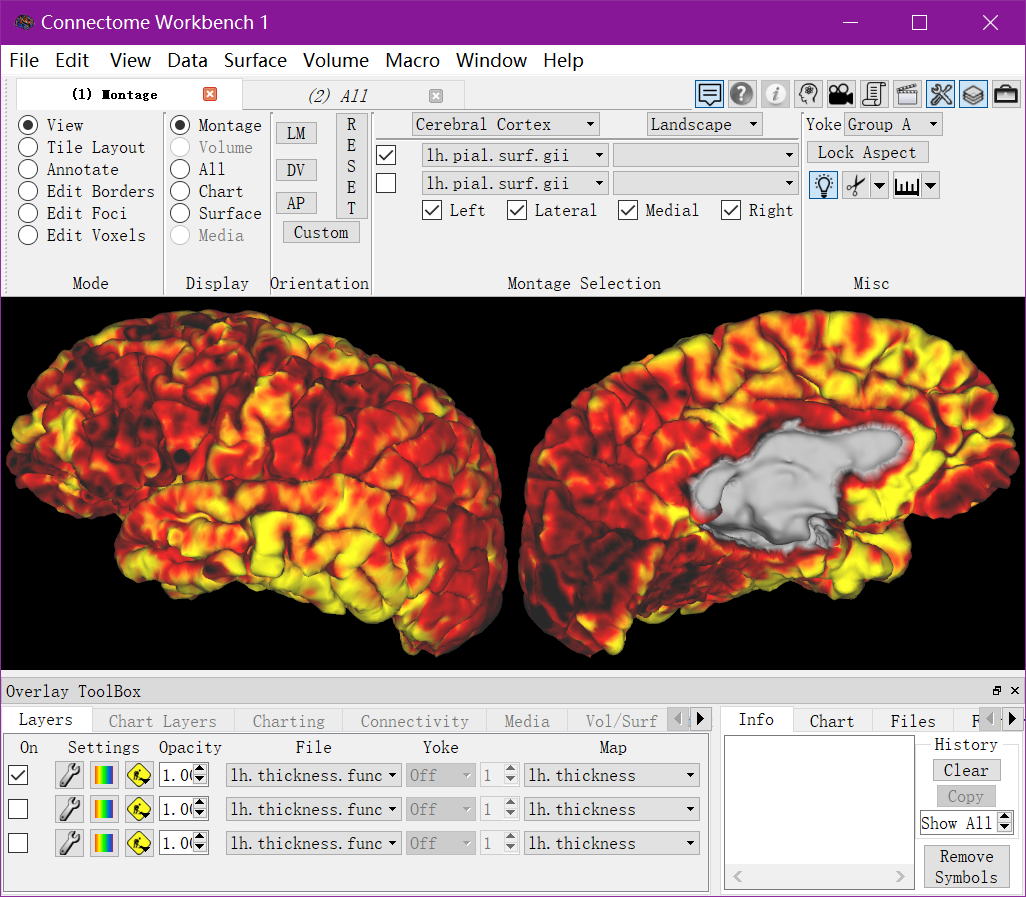 Connectome Workbench 1
File Edit View Data Surface Volume Macro Window Help
(1) Montage
(2) All
View
Tile Layout
Annotate
Edit Borders
Edit Foci
Edit Voxels
Mode
Montage
Volume
All
Chart
Surface
Media
Display
LM
DV
AP
RESET
Custom
Orientation
Cerebral Cortex Landscape
lh.pial.surf.gii
lh.pial.surf.gii
Left Lateral Medial Right
Montage Selection
Yoke Group A
Lock Aspect
Misc
Overlay ToolBox
Layers Chart Layers Charting Connectivity Media Vol/Surf
On Settings Opacity File Yoke Map
1.00 lh.thickness.func Off 1 lh.thickness
1.00 lh.thickness.func Off 1 lh.thickness
1.00 lh.thickness.func Off 1 lh.thickness
Info Chart Files
History
Clear
Copy
Show All
Remove
Symbols